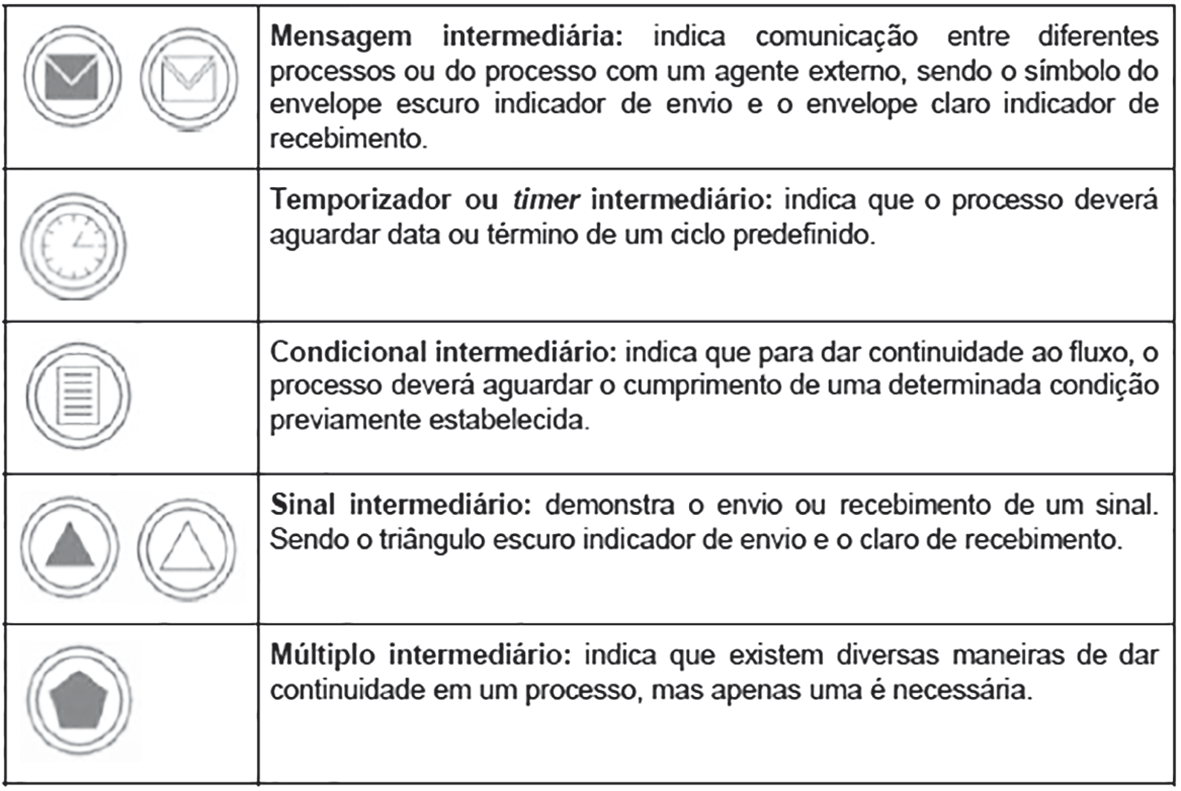 Mensagem intermediária: indica comunicação entre diferentes
processos ou do processo com um agente externo, sendo o símbolo do
envelope escuro indicador de envio e o envelope claro indicador de
recebimento.
Temporizador ou timer intermediário: indica que o processo deverá
aguardar data ou término de um ciclo predefinido.
Condicional intermediário: indica que para dar continuidade ao fluxo, o
processo deverá aguardar o cumprimento de uma determinada condição
previamente estabelecida.
Sinal intermediário: demonstra o envio ou recebimento de um sinal.
Sendo o triângulo escuro indicador de envio e o claro de recebimento.
Múltiplo intermediário: indica que existem diversas maneiras de dar
continuidade em um processo, mas apenas uma é necessária.